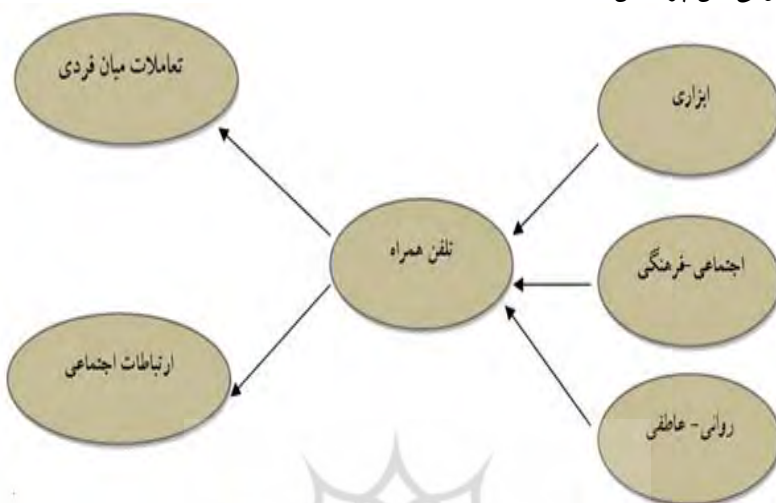 تعاملات میان فردی
ابزاری
تلفن همراه
اجتماعی-فرهنگی
ارتباطات اجتماعی
روانی- عاطفی